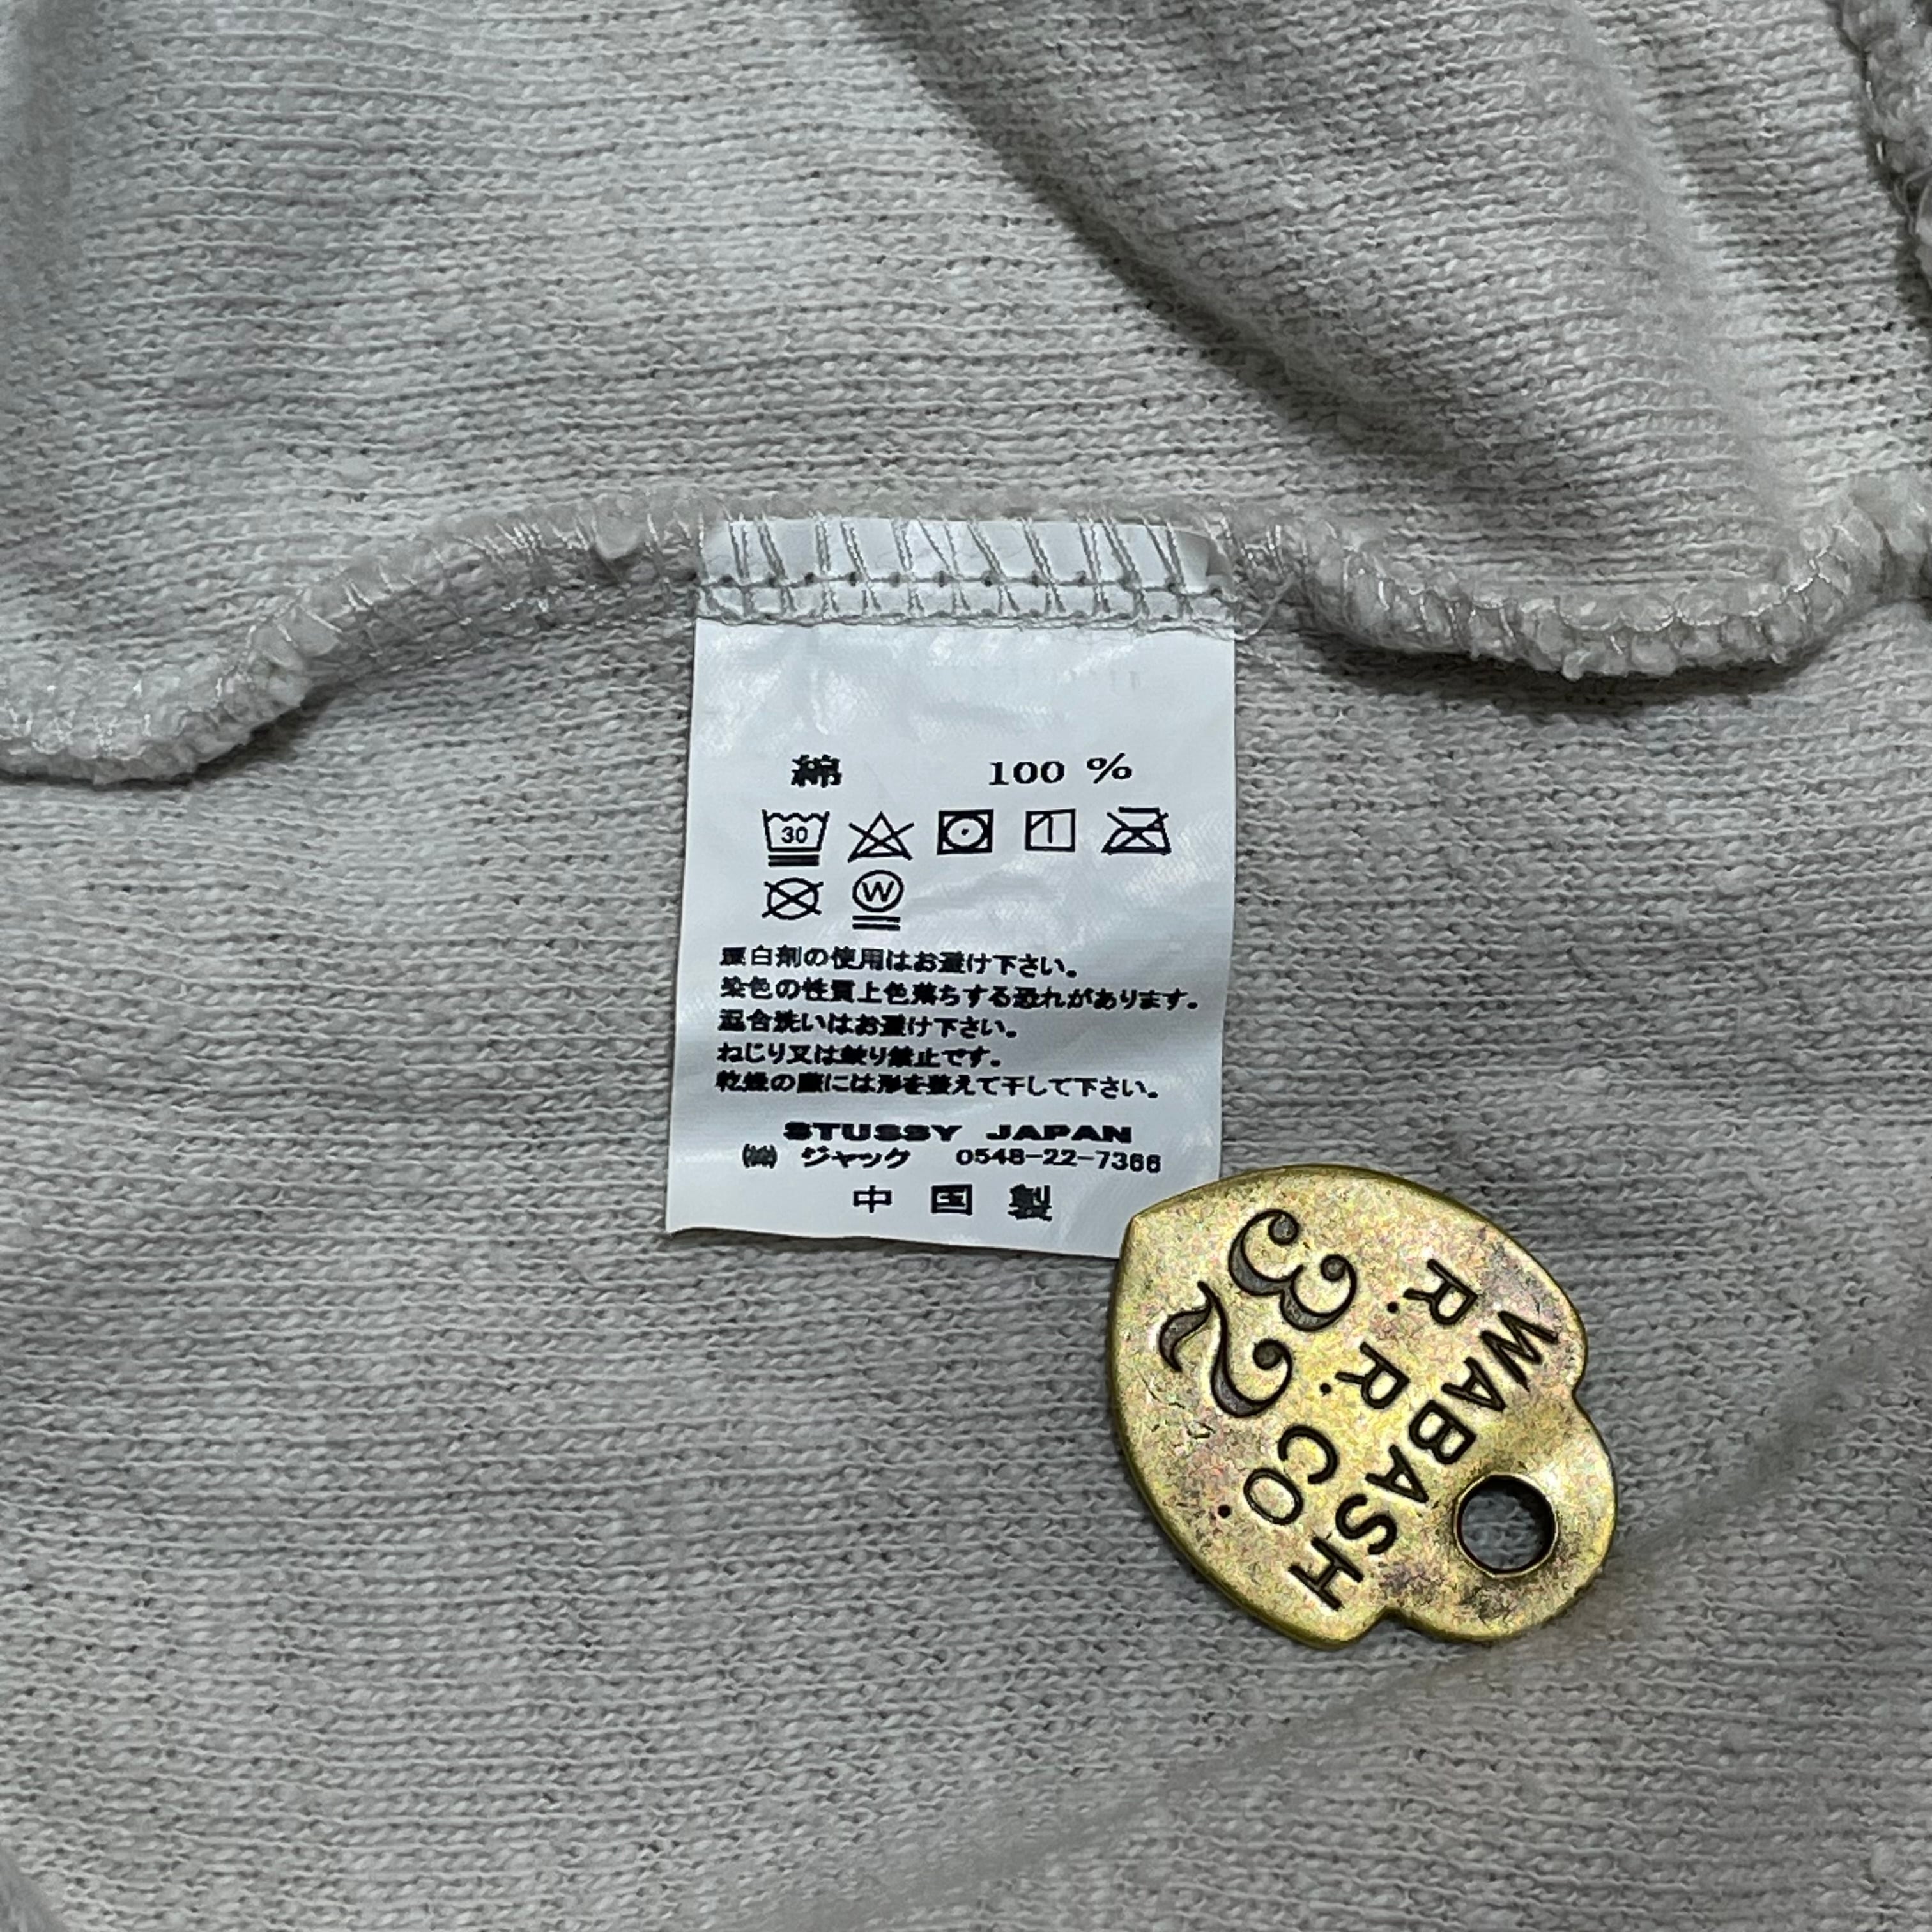 綿 100 %
30
W
漂白剤の使用はお避け下さい。
染色の性質上色落ちする恐れがあります。
混合洗いはお避け下さい。
ねじり又は絞り禁止です。
乾燥の際には形を整えて干して下さい。
STUSSY JAPAN
㈱ ジャック 0548-22-7366
中国製
WABASH
R. R. CO.
32